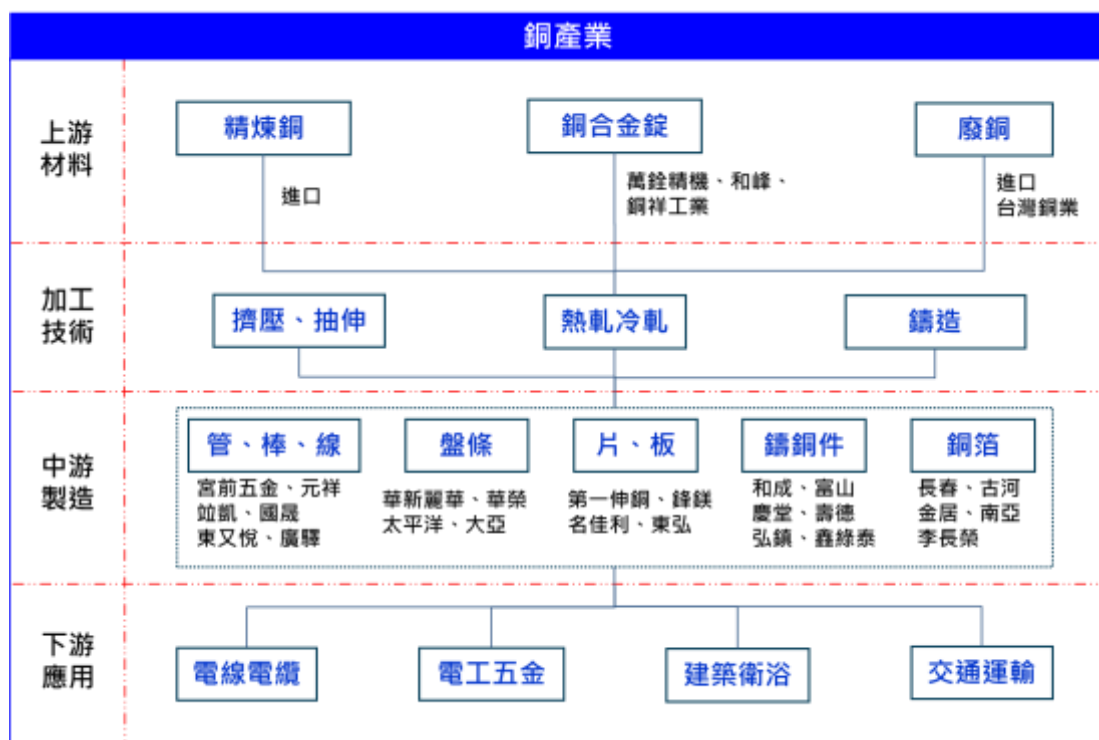 銅產業
上游
材料
精煉銅
銅合金錠
廢銅
進口
萬銓精機、和峰、
銅祥工業
進口
台灣銅業
加工
技術
擠壓、抽伸
熱軋冷軋
鑄造
中游
製造
管、棒、線
盤條
片、板
鑄銅件
銅箔
宮前五金、元祥
竝凱、國晟
東又悅、廣驛
華新麗華、華榮
太平洋、大亞
第一伸銅、鋒鎂
名佳利、東弘
和成、富山
慶堂、壽德
弘鎮、鑫綠泰
長春、古河
金居、南亞
李長榮
下游
應用
電線電纜
電工五金
建築衛浴
交通運輸